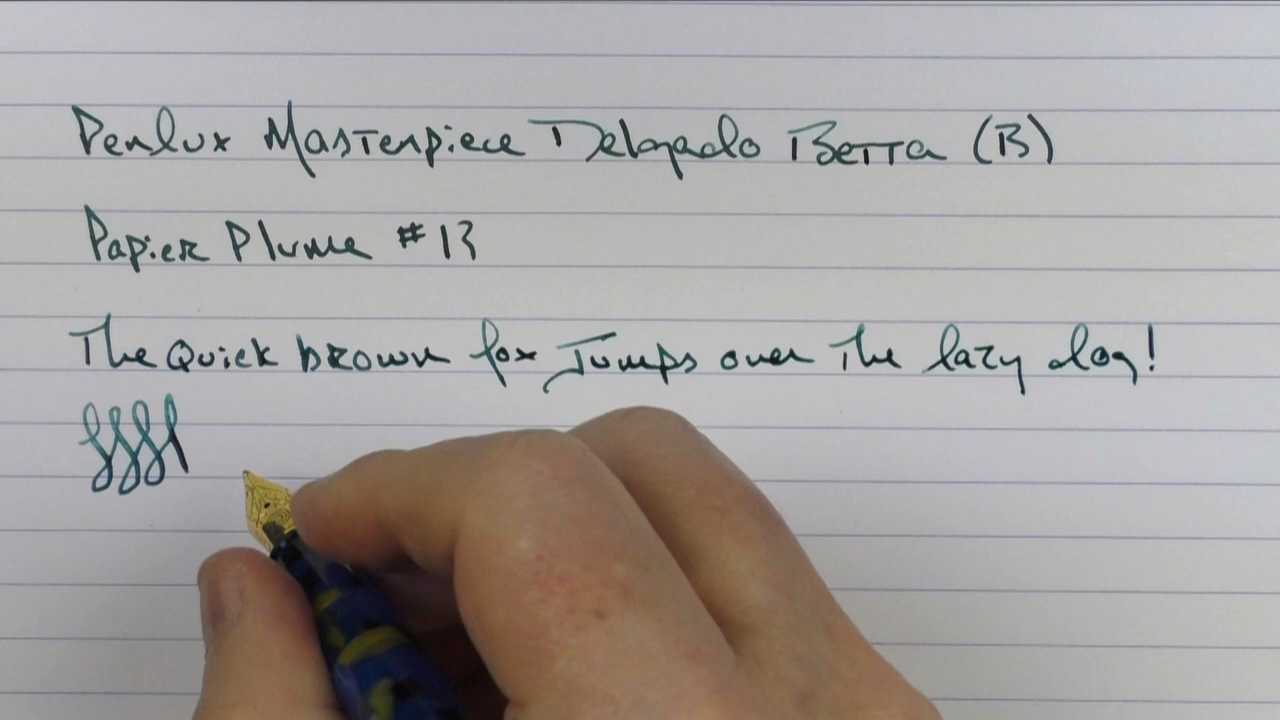 Penlux Masterpiece Delgado Betta (B)
Papier Plume #13
The Quick brown fox Jumps over The lazy dog!